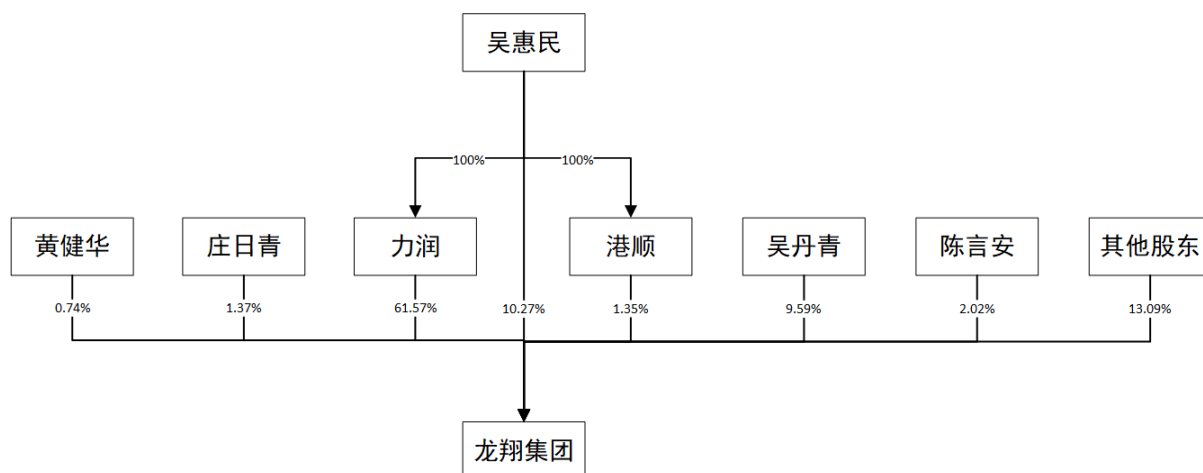 吴惠民
100%
100%
黄健华
庄日青
力润
港顺
吴丹青
陈言安
其他股东
0.74%
1.37%
61.57%
10.27%
1.35%
9.59%
2.02%
13.09%
龙翔集团